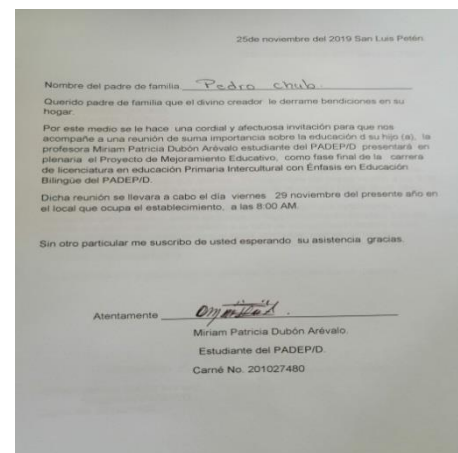 25de noviembre del 2019 San Luis Petén.
Nombre del padre de familia Pedro chub.
Querido padre de familia que el divino creador le derrame bendiciones en su
hogar.
Por este medio se le hace una cordial y afectuosa invitación para que nos
acompañe a una reunión de suma importancia sobre la educación d su hijo (a), la
profesora Miriam Patricia Dubón Arévalo estudiante del PADEP/D presentará en
plenaria el Proyecto de Mejoramiento Educativo, como fase final de la carrera
de licenciatura en educación Primaria Intercultural con Énfasis en Educación
Bilingüe del PADEP/D.
Dicha reunión se llevara a cabo el día viernes 29 noviembre del presente año en
el local que ocupa el establecimiento, a las 8:00 AM.
Sin otro particular me suscribo de usted esperando su asistencia gracias.
Atentamente
Miriam Patricia Dubón Arévalo.
Estudiante del PADEP/D.
Carné No. 201027480